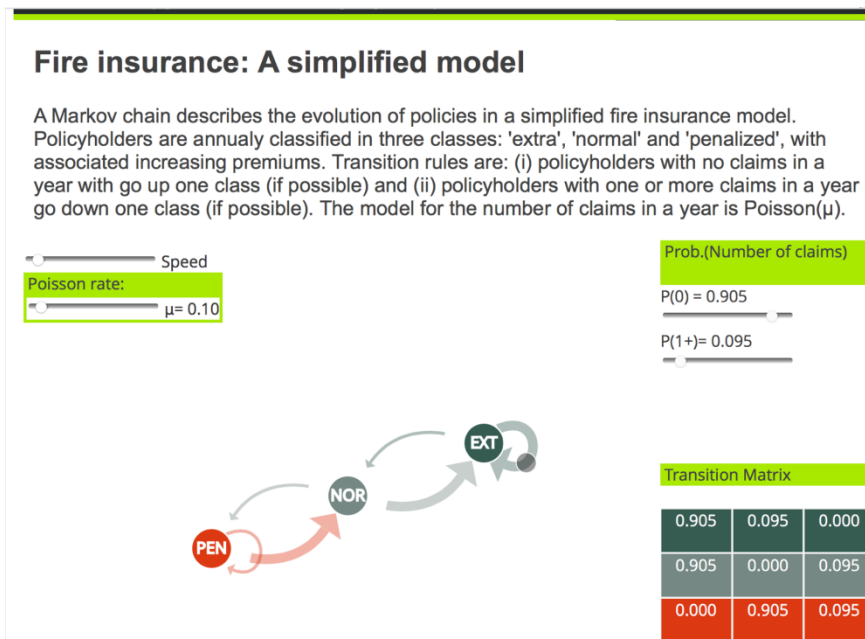 Fire insurance: A simplified model
A Markov chain describes the evolution of policies in a simplified fire insurance model.
Policyholders are annualy classified in three classes: 'extra', 'normal' and 'penalized', with
associated increasing premiums. Transition rules are: (i) policyholders with no claims in a
year with go up one class (if possible) and (ii) policyholders with one or more claims in a year
go down one class (if possible). The model for the number of claims in a year is Poisson(μ).
Speed
Poisson rate:
μ= 0.10
Prob.(Number of claims)
P(0) = 0.905
P(1+)= 0.095
EXT
NOR
PEN
Transition Matrix
0.905 0.095 0.000
0.905 0.000 0.095
0.000 0.905 0.095